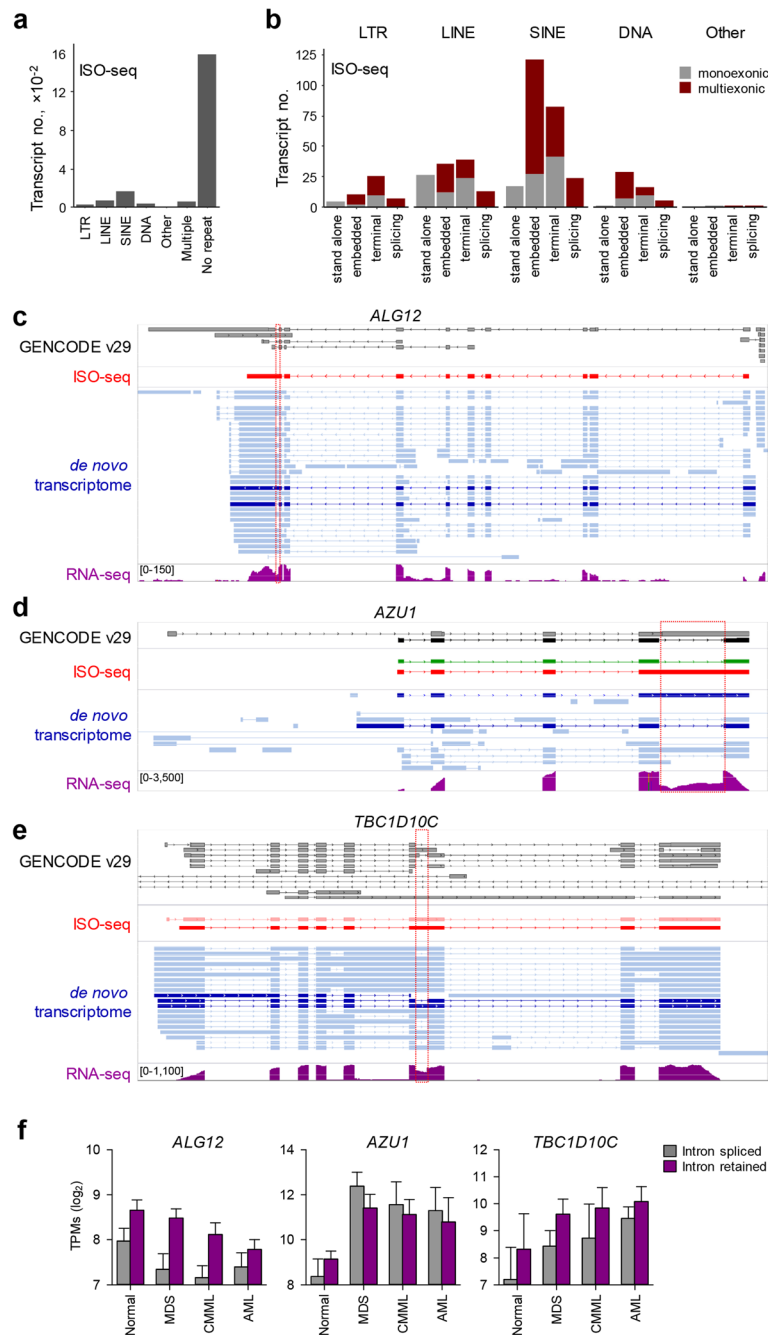 a
Transcript no., ×10-2
16
12
8
4
0
ISO-seq
LTR
LINE
SINE
DNA
Other
Multiple
No repeat
b
LTR LINE SINE DNA Other
Transcript no.
125
100
75
50
25
0
ISO-seq
monoexonic
multiexonic
stand alone
embedded
terminal
splicing
stand alone
embedded
terminal
splicing
stand alone
embedded
terminal
splicing
stand alone
embedded
terminal
splicing
stand alone
embedded
terminal
splicing
c
ALG12
GENCODE v29
ISO-seq
de novo
transcriptome
RNA-seq
[0-150]
d
AZU1
GENCODE v29
ISO-seq
de novo
transcriptome
RNA-seq
[0-3,500]
e
TBC1D10C
GENCODE v29
ISO-seq
de novo
transcriptome
RNA-seq
[0-1,100]
f
ALG12
TPMs (log2)
10
9
8
7
Normal
MDS
CMML
AML
AZU1
14
12
10
8
Normal
MDS
CMML
AML
TBC1D10C
12
11
10
9
8
7
Normal
MDS
CMML
AML
Intron spliced
Intron retained